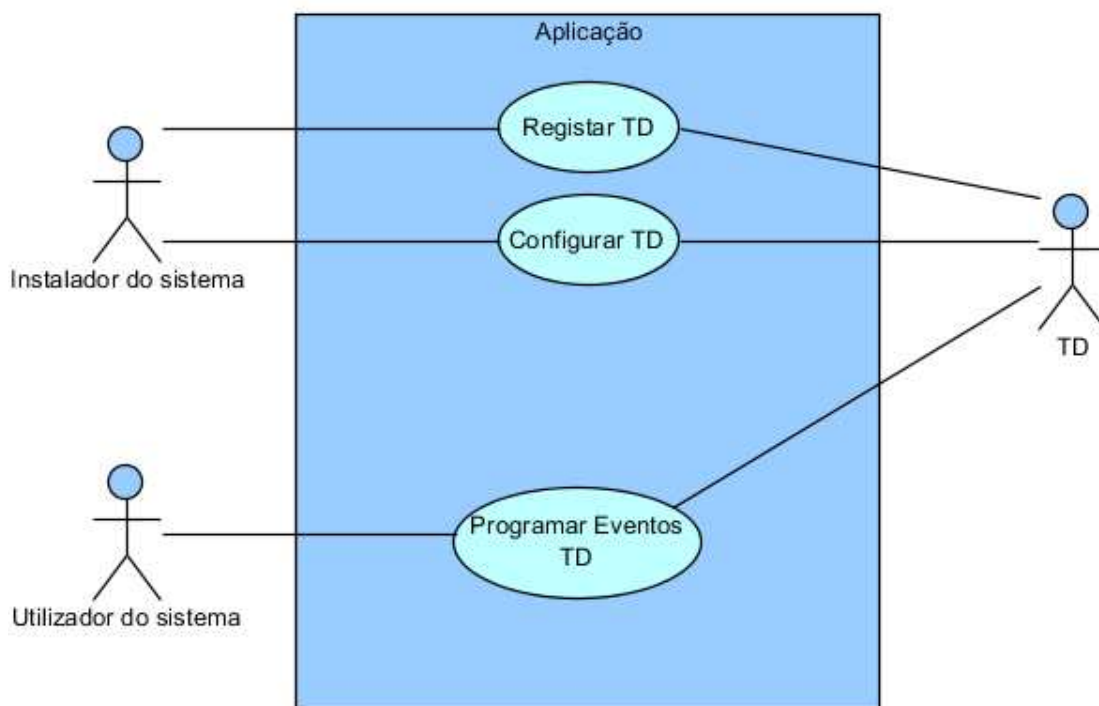 Aplicação
Registar TD
Configurar TD
Instalador do sistema
TD
Programar Eventos
TD
Utilizador do sistema